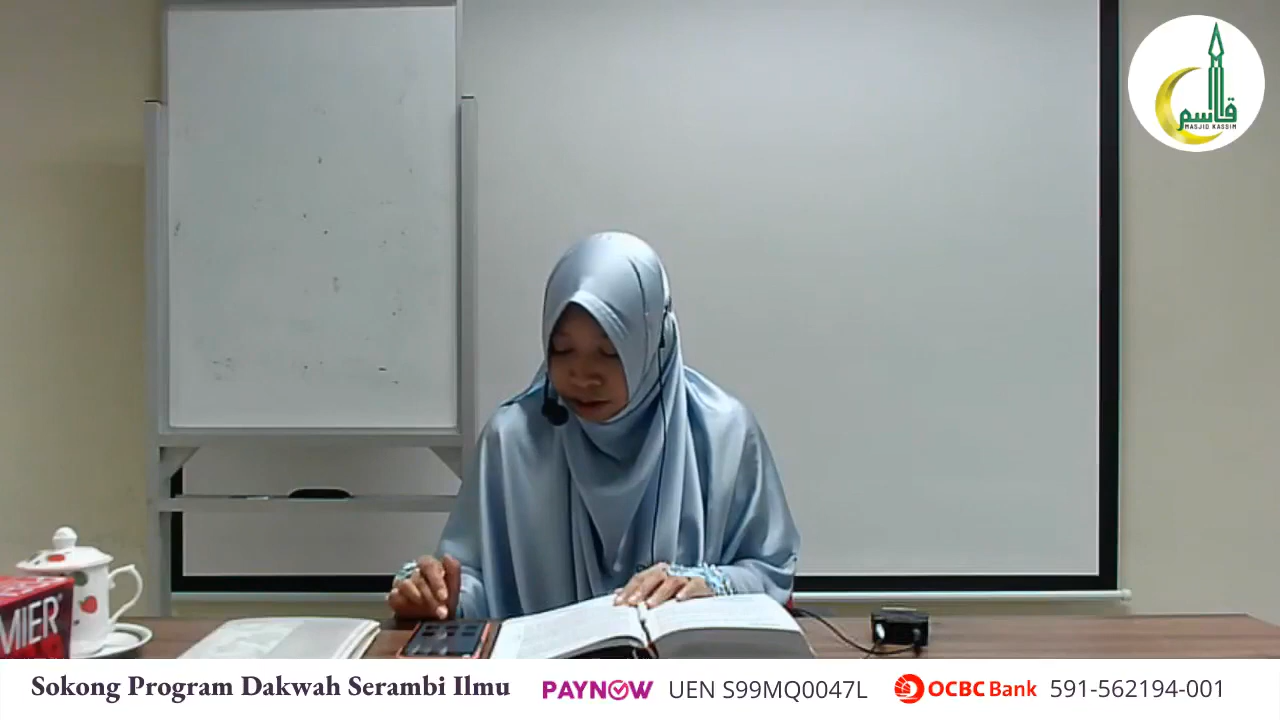 قاسم
MASJID KASSIM
MIER
Sokong Program Dakwah Serambi Ilmu PAYNOW UEN S99MQ0047L OCBC Bank 591-562194-001